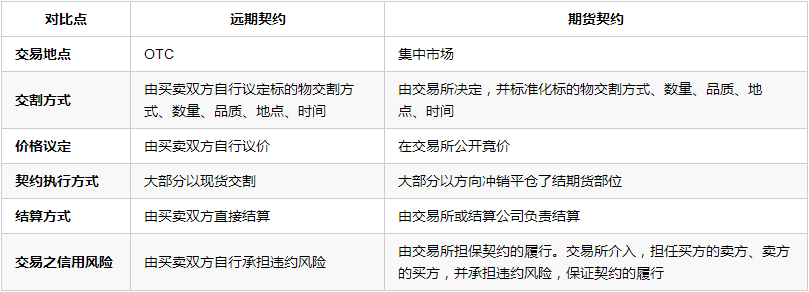 对比点 远期契约 期货契约
交易地点 OTC 集中市场
交割方式 由买卖双方自行议定标的物交割方 由交易所决定，并标准化标的物交割方式、数量、品质、地
式、数量、品质、地点、时间 点、时间
价格议定 由买卖双方自行议价 在交易所公开竞价
契约执行方式 大部分以现货交割 大部分以方向冲销平仓了结期货部位
结算方式 由买卖双方直接结算 由交易所或结算公司负责结算
交易之信用风险 由买卖双方自行承担违约风险 由交易所担保契约的履行。交易所介入，担任买方的卖方、卖方
的买方，并承担违约风险，保证契约的履行